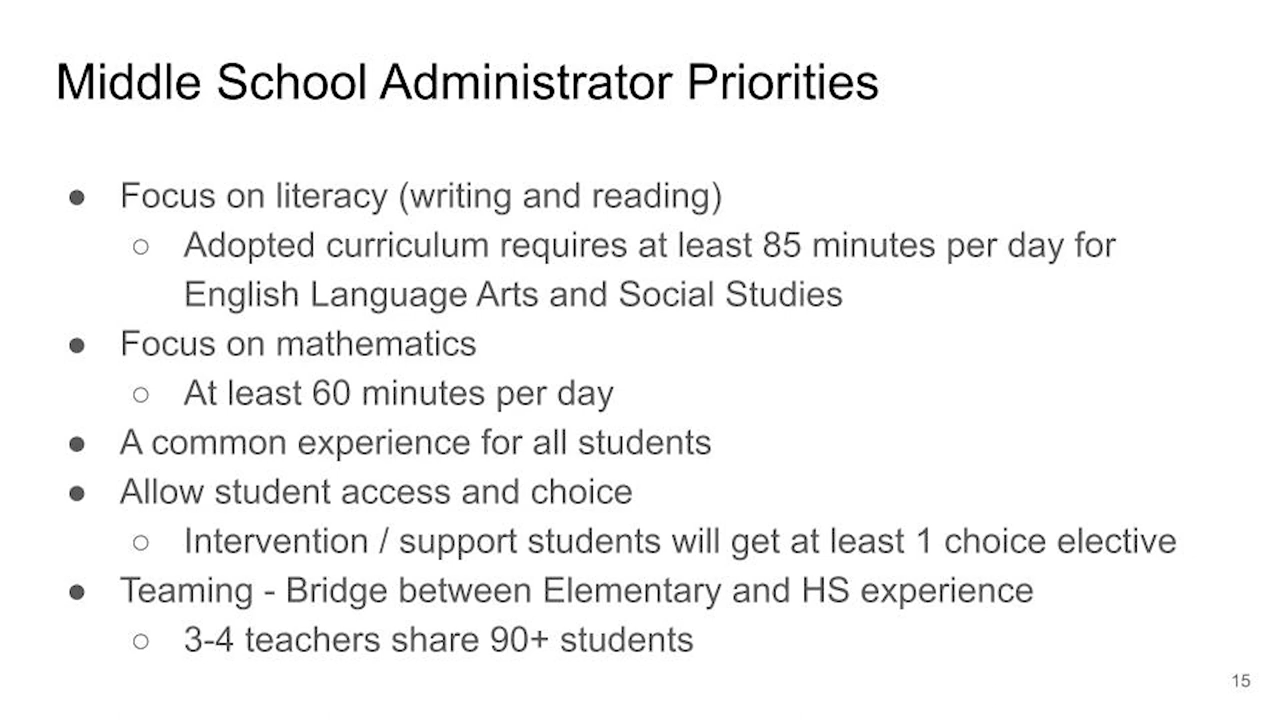 Middle School Administrator Priorities
● Focus on literacy (writing and reading)
○ Adopted curriculum requires at least 85 minutes per day for
English Language Arts and Social Studies
● Focus on mathematics
○ At least 60 minutes per day
● A common experience for all students
● Allow student access and choice
○ Intervention / support students will get at least 1 choice elective
● Teaming - Bridge between Elementary and HS experience
○ 3-4 teachers share 90+ students
15